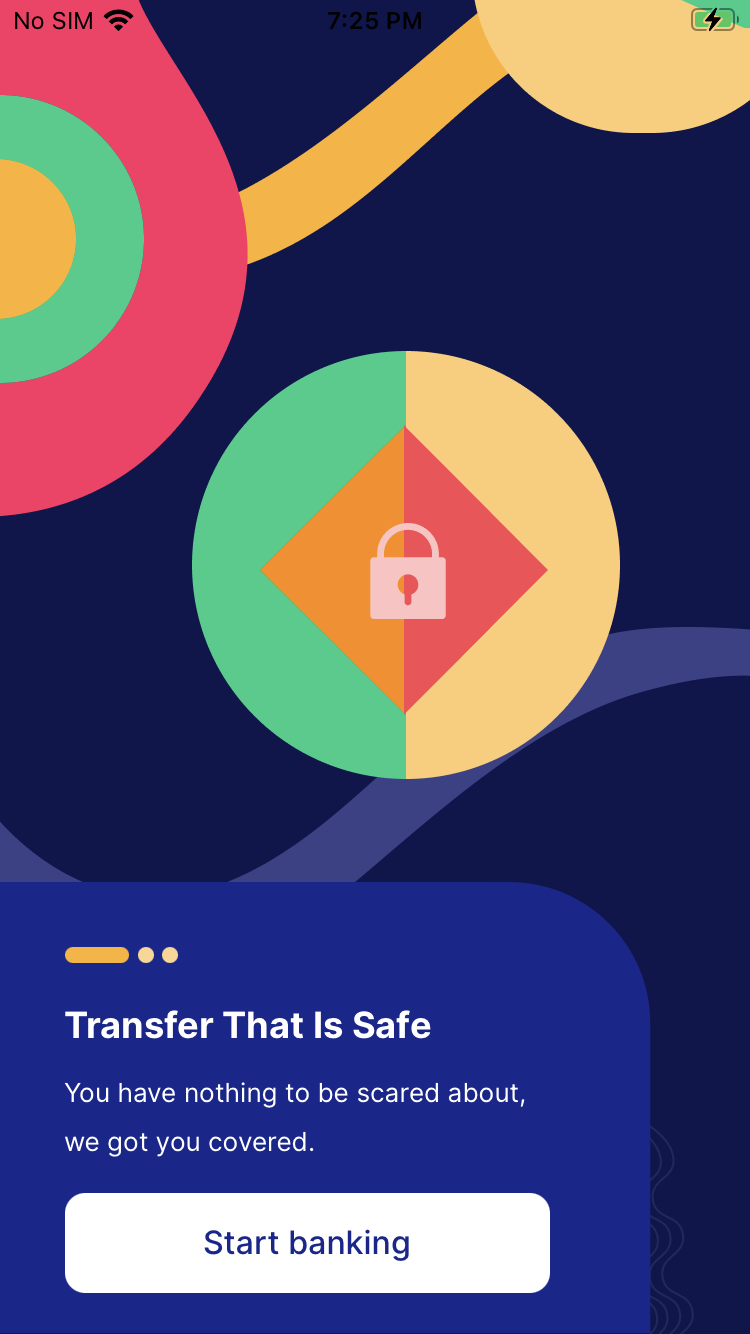 No SIM 7:25 PM
Transfer That Is Safe
You have nothing to be scared about,
we got you covered.
Start banking